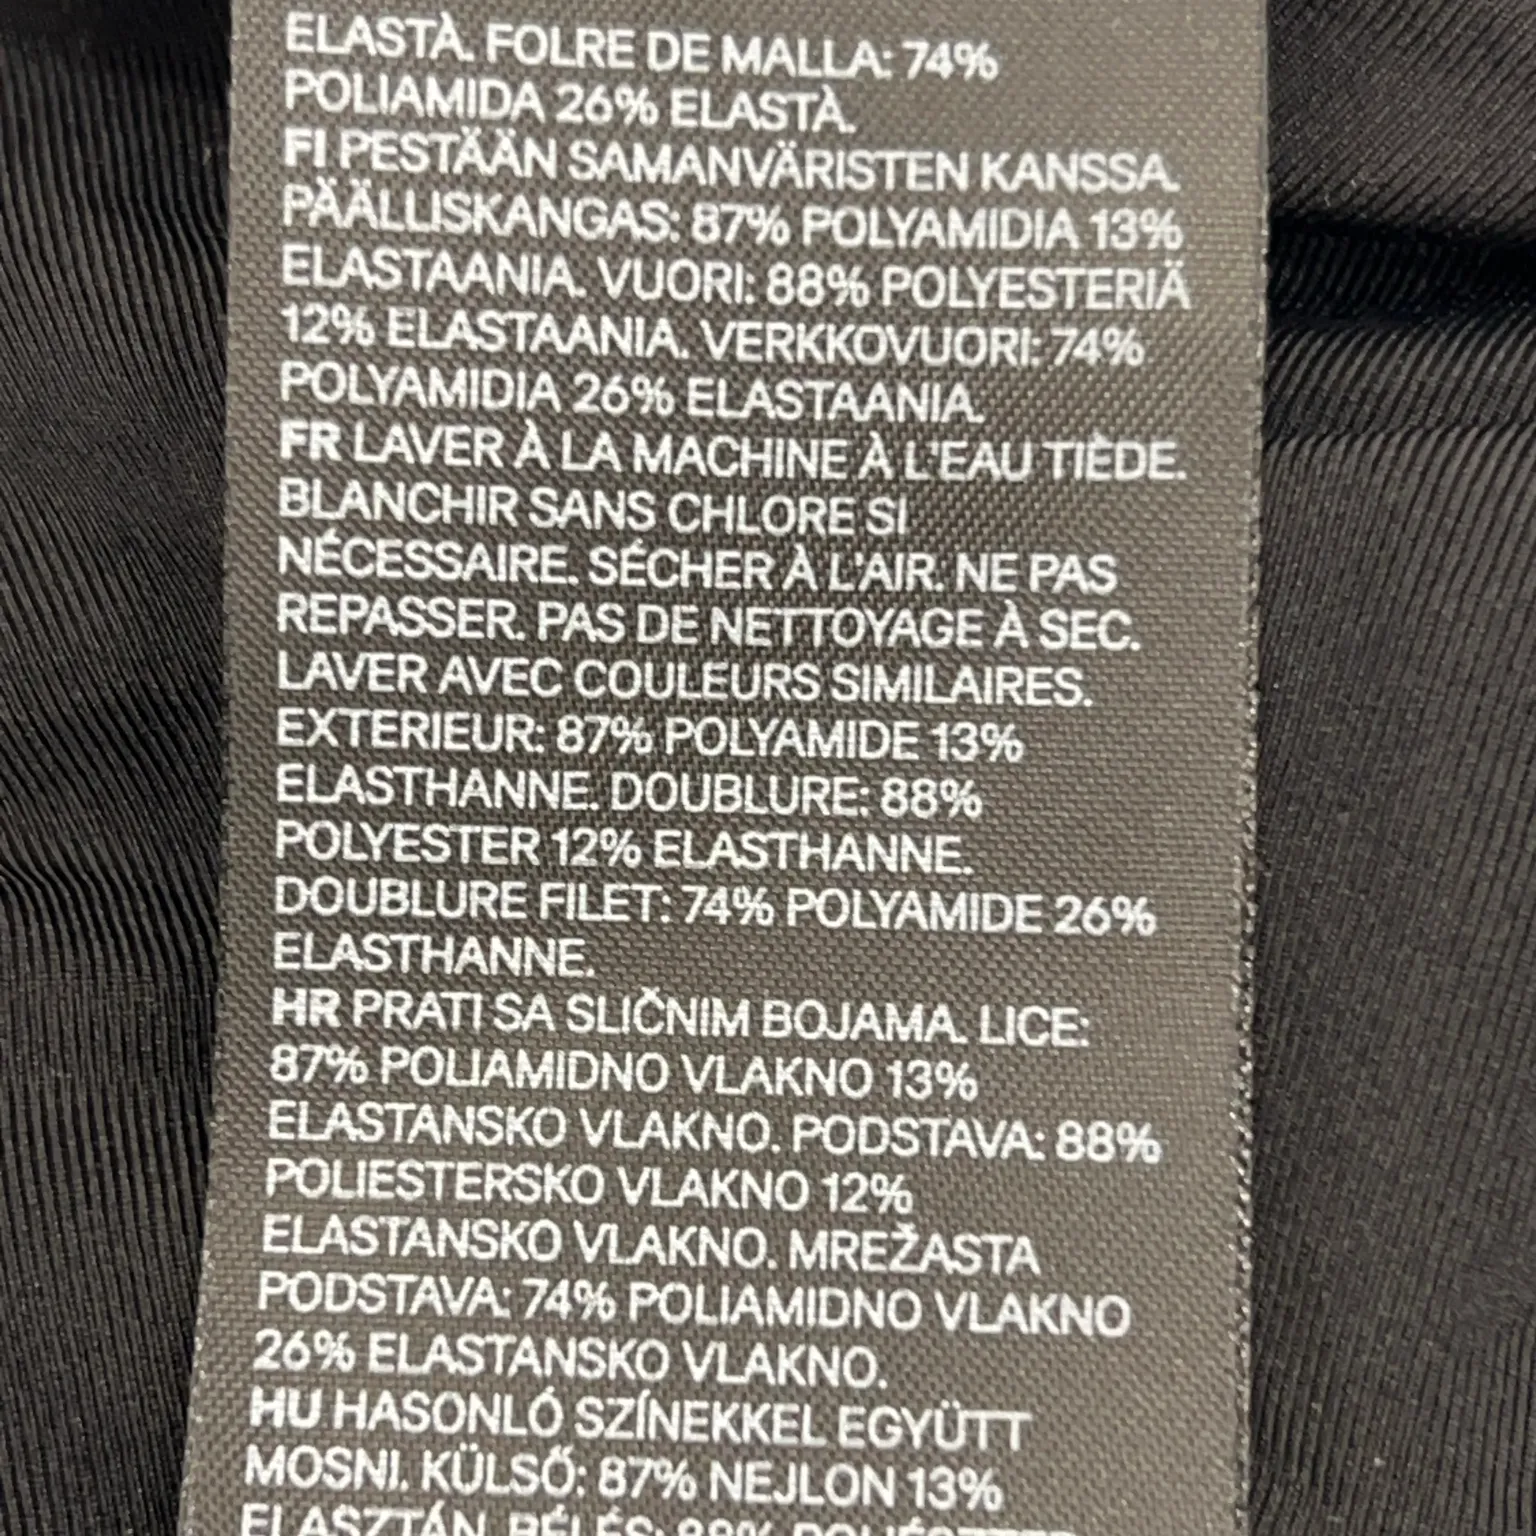 ELASTÀ. FOLRE DE MALLA: 74%
POLIAMIDA 26% ELASTÀ.
FI PESTÄÄN SAMANVÄRISTEN KANSSA.
PÄÄLLISKANGAS: 87% POLYAMIDIA 13%
ELASTAANIA. VUORI: 88% POLYESTERIÄ
12% ELASTAANIA. VERKKOVUORI: 74%
POLYAMIDIA 26% ELASTAANIA.
FR LAVER À LA MACHINE À L'EAU TIÈDE.
BLANCHIR SANS CHLORE SI
NÉCESSAIRE. SÉCHER À L'AIR. NE PAS
REPASSER. PAS DE NETTOYAGE À SEC.
LAVER AVEC COULEURS SIMILAIRES.
EXTERIEUR: 87% POLYAMIDE 13%
ELASTHANNE. DOUBLURE: 88%
POLYESTER 12% ELASTHANNE.
DOUBLURE FILET: 74% POLYAMIDE 26%
ELASTHANNE.
HR PRATI SA SLIČNIM BOJAMA. LICE:
87% POLIAMIDNO VLAKNO 13%
ELASTANSKO VLAKNO. PODSTAVA: 88%
POLIESTERSKO VLAKNO 12%
ELASTANSKO VLAKNO. MREŽASTA
PODSTAVA: 74% POLIAMIDNO VLAKNO
26% ELASTANSKO VLAKNO.
HU HASONLÓ SZÍNEKKEL EGYÜTT
MOSNI. KÜLSŐ: 87% NEJLON 13%
ELASZTÁN. BÉLÉS: 88% POLIÉSZTER